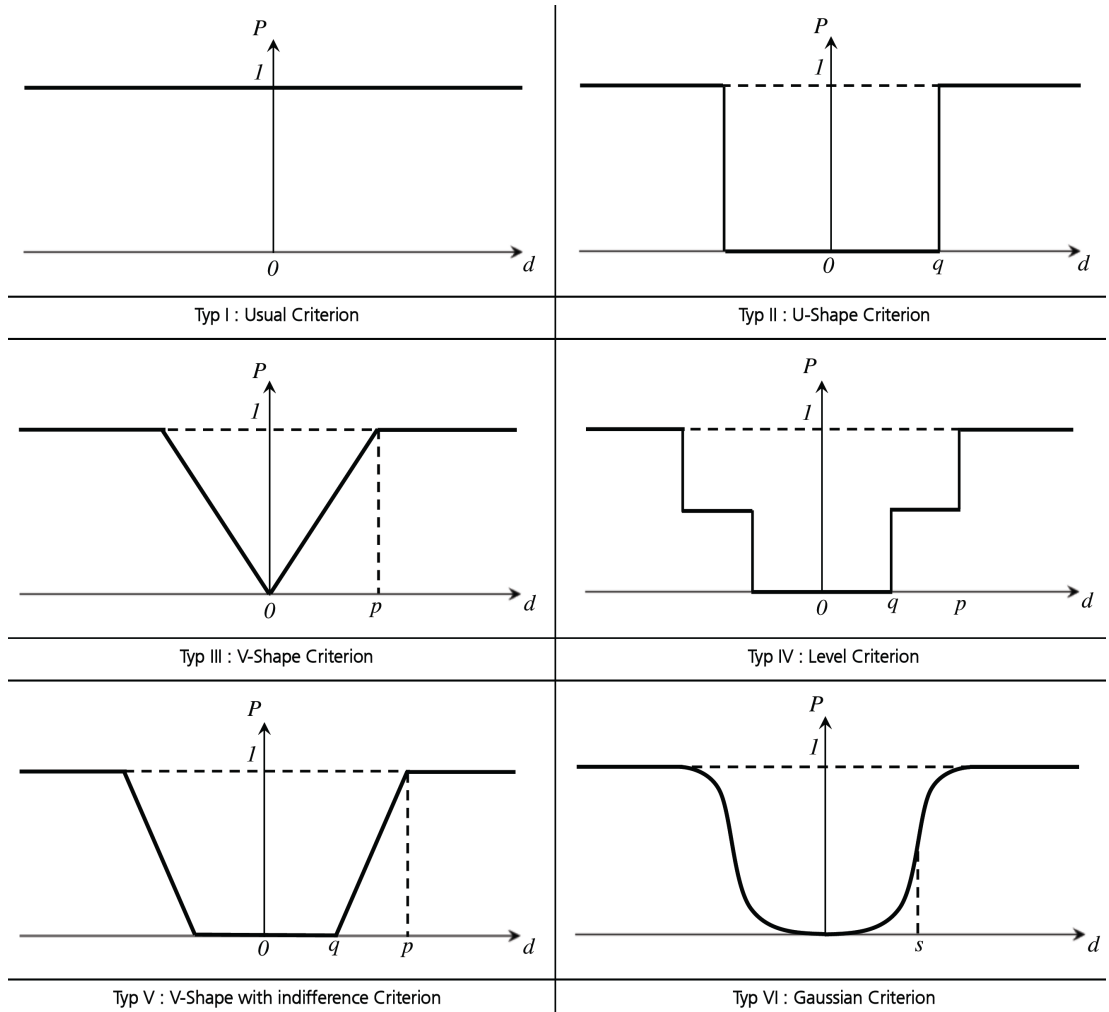 P
1
0
d
Typ I : Usual Criterion
P
1
0
q
d
Typ II : U-Shape Criterion
P
1
0
p
d
Typ III : V-Shape Criterion
P
1
0
q
p
d
Typ IV : Level Criterion
P
1
0
q
p
d
Typ V : V-Shape with indifference Criterion
P
1
s
d
Typ VI : Gaussian Criterion